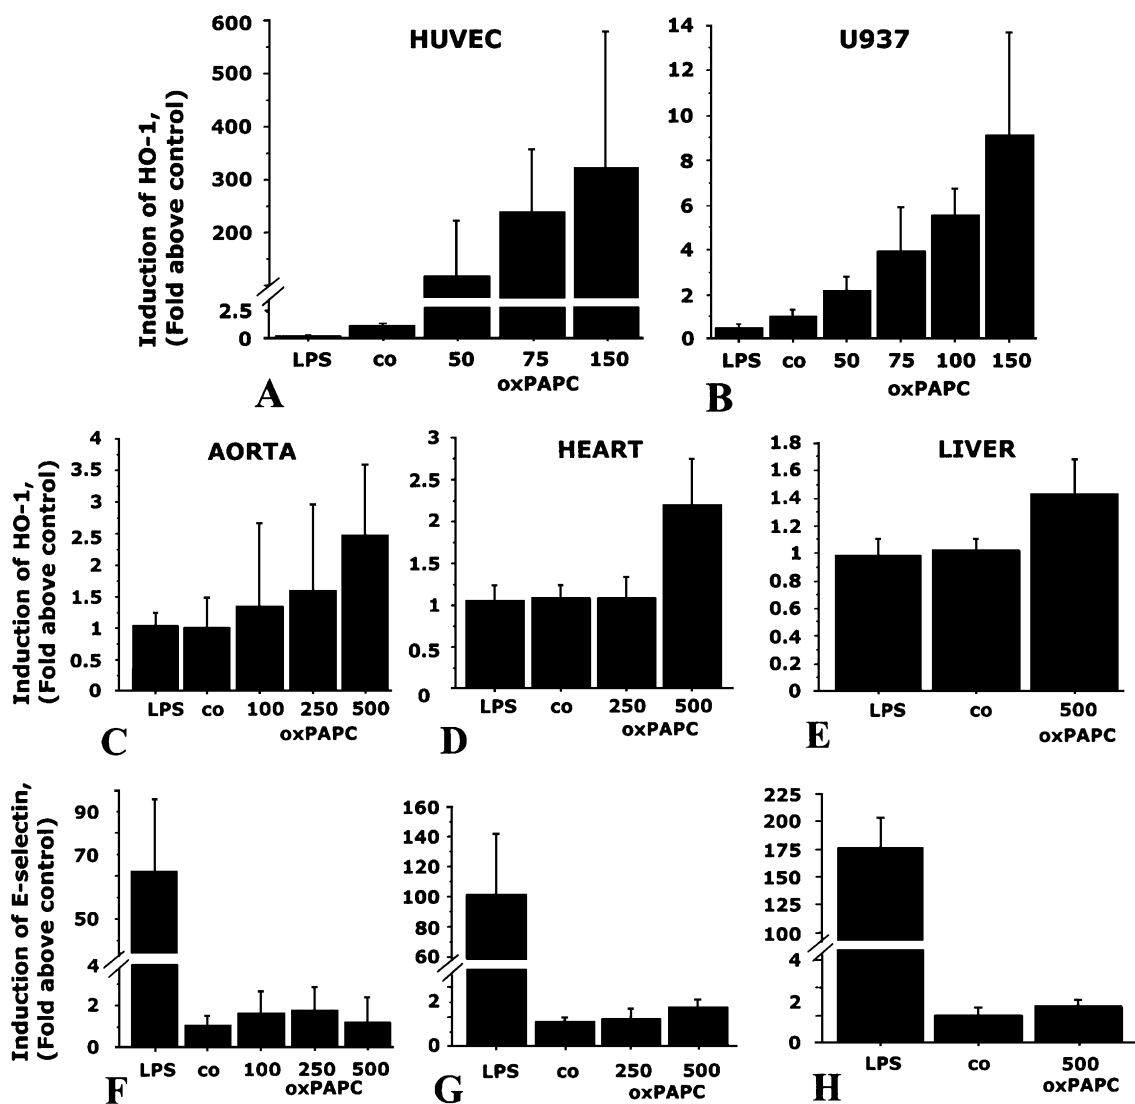 Induction of HO-1,
(Fold above control)
600
500
400
300
200
2.5
0
HUVEC
LPS
co
50
75
150
oxPAPC
A
14
12
10
8
6
4
2
0
U937
LPS
co
50
75
100
150
B
Induction of HO-1,
(Fold above control)
4
3.5
3
2.5
2
1.5
1
0.5
0
AORTA
LPS
co
100
250
500
oxPAPC
C
3
2.5
2
1.5
1
0.5
0
HEART
LPS
co
250
500
oxPAPC
D
1.8
1.6
1.4
1.2
1
0.8
0.6
0.4
0.2
0
LIVER
LPS
co
500
oxPAPC
E
Induction of E-selectin,
(Fold above control)
90
70
50
4
2
0
LPS
co
100
250
500
oxPAPC
F
160
140
120
100
80
60
2
0
LPS
co
250
500
oxPAPC
G
225
200
175
150
125
100
4
2
0
LPS
co
500
oxPAPC
H